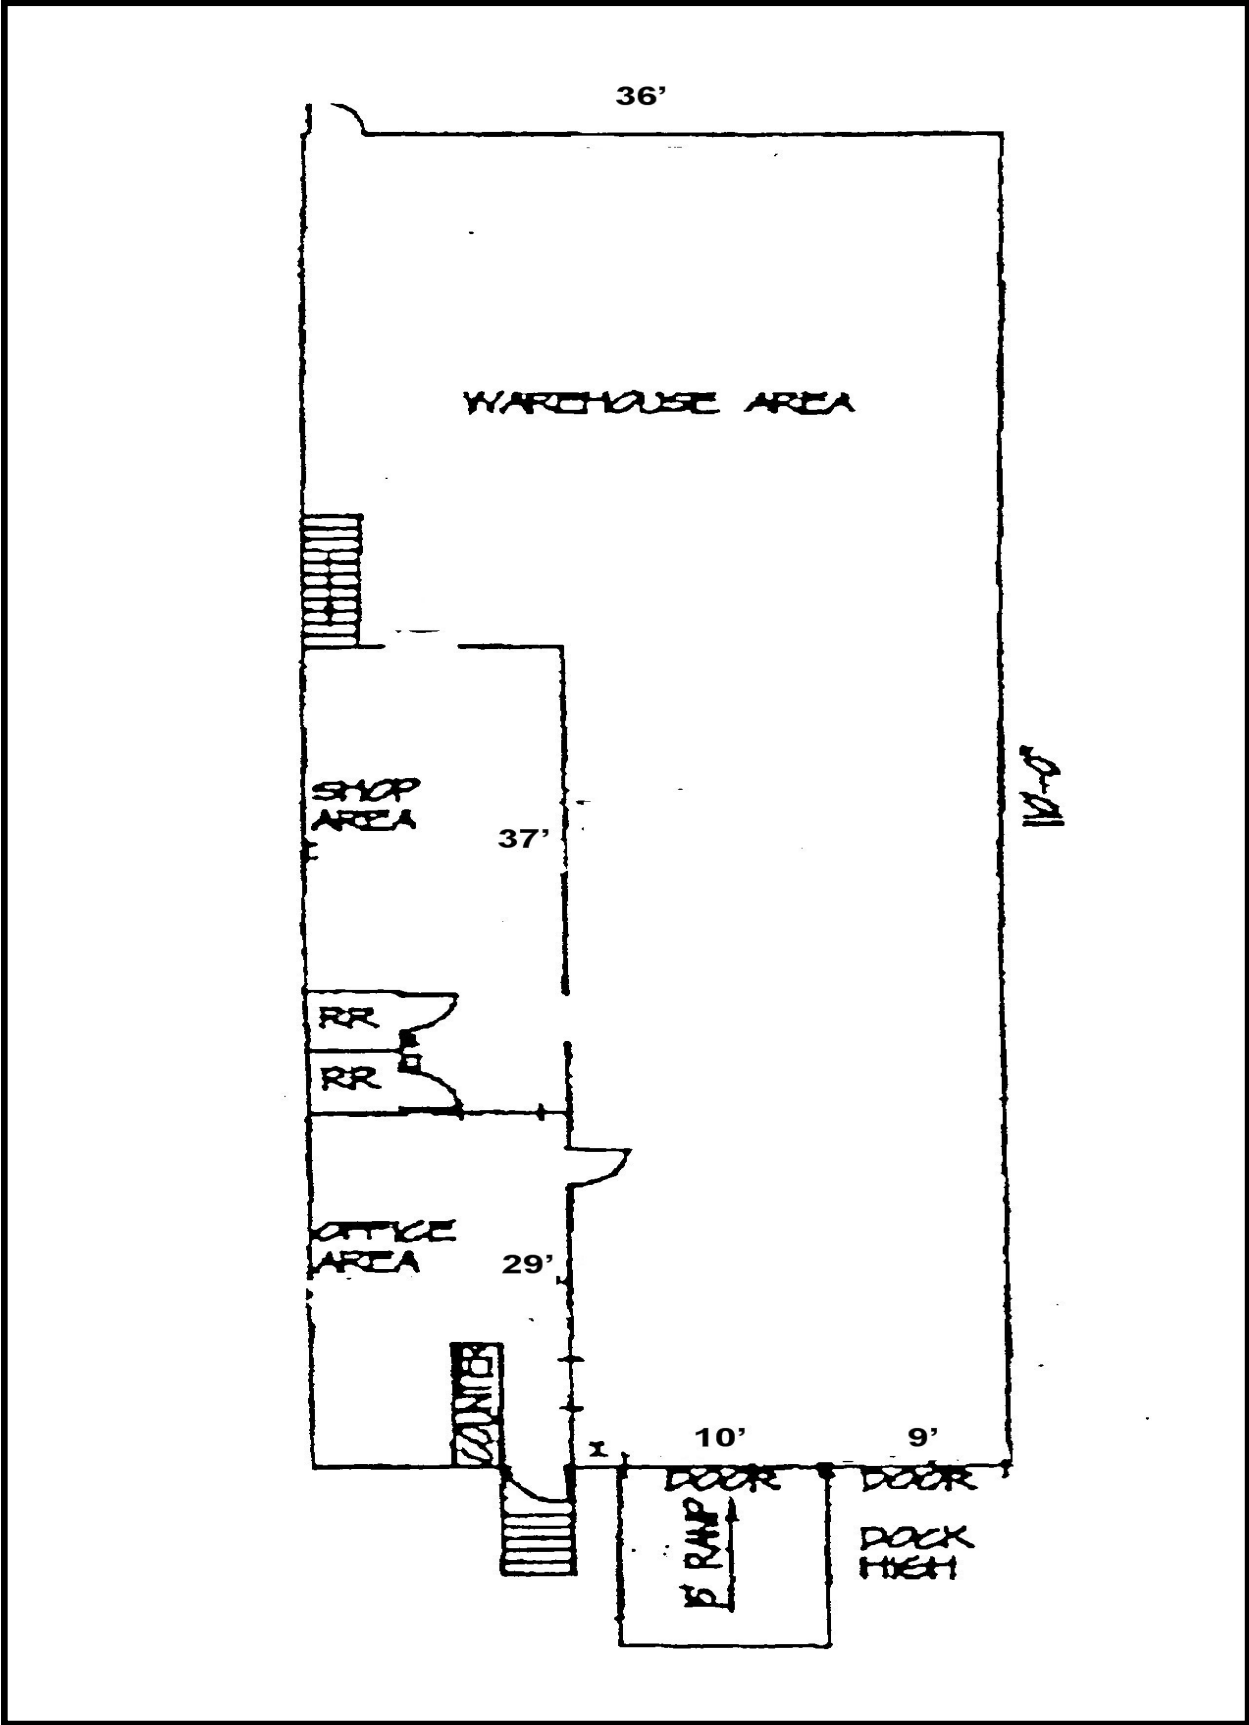 36’
WAREHOUSE AREA
SHOP
AREA
37’
RR
RR
OFFICE
AREA
29’
COUNTER
10’
9’
DOOR
DOOR
RAMP
DOCK
HIGH